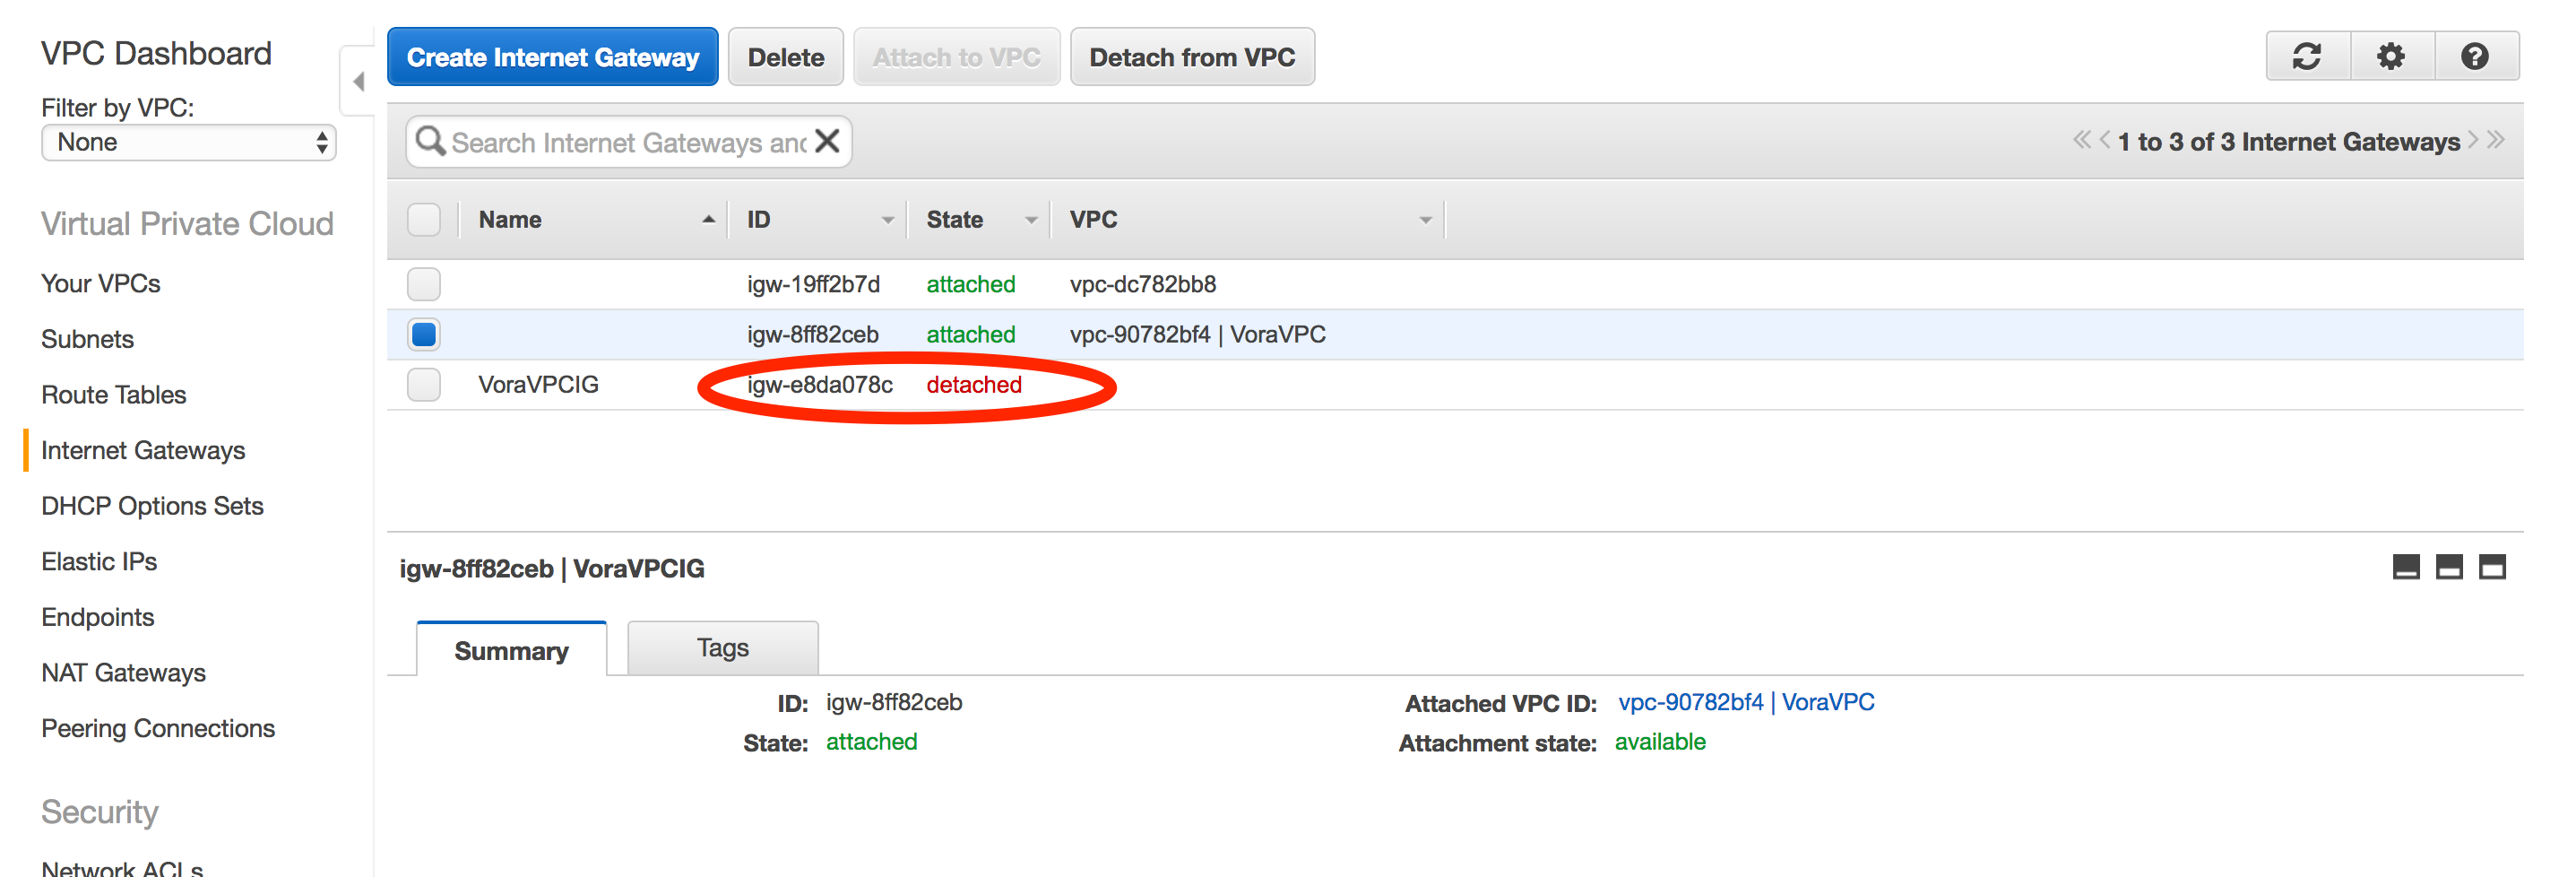 VPC Dashboard
Filter by VPC:
None
Virtual Private Cloud
Your VPCs
Subnets
Route Tables
Internet Gateways
DHCP Options Sets
Elastic IPs
Endpoints
NAT Gateways
Peering Connections
Security
Network ACLs
Create Internet Gateway Delete Attach to VPC Detach from VPC
Search Internet Gateways and
1 to 3 of 3 Internet Gateways
Name ID State VPC
igw-19ff2b7d attached vpc-dc782bb8
igw-8ff82ceb attached vpc-90782bf4 | VoraVPC
VoraVPCIG igw-e8da078c detached
igw-8ff82ceb | VoraVPCIG
Summary Tags
ID: igw-8ff82ceb Attached VPC ID: vpc-90782bf4 | VoraVPC
State: attached Attachment state: available